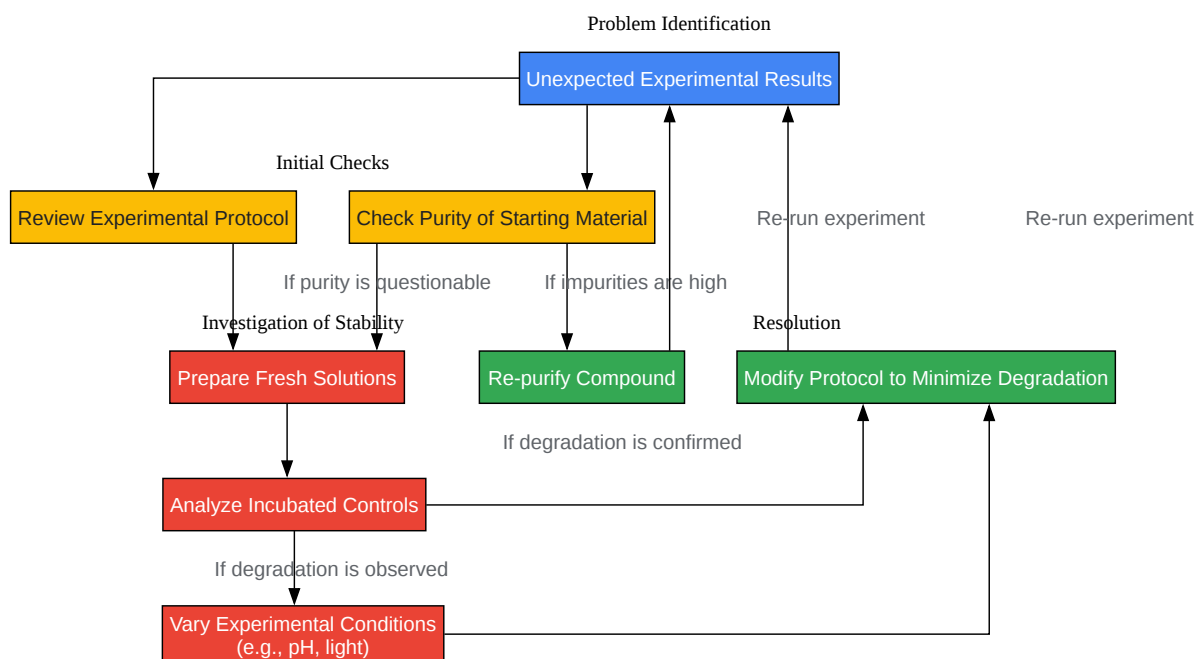 Problem Identification
Unexpected Experimental Results
Initial Checks
Review Experimental Protocol
Check Purity of Starting Material
Re-run experiment
Re-run experiment
If purity is questionable
If impurities are high
Investigation of Stability
Resolution
Prepare Fresh Solutions
Re-purify Compound
Modify Protocol to Minimize Degradation
If degradation is confirmed
Analyze Incubated Controls
If degradation is observed
Vary Experimental Conditions
(e.g., pH, light)